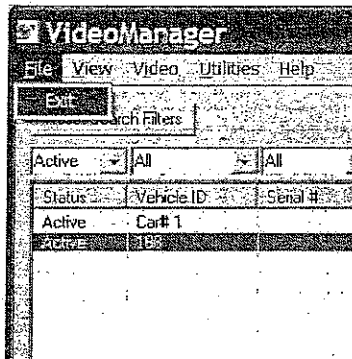 VideoManager
File View Video Utilities Help
Exit
rch Filters
Active All All
Status Vehicle ID Serial #
Active Car# 1
Active